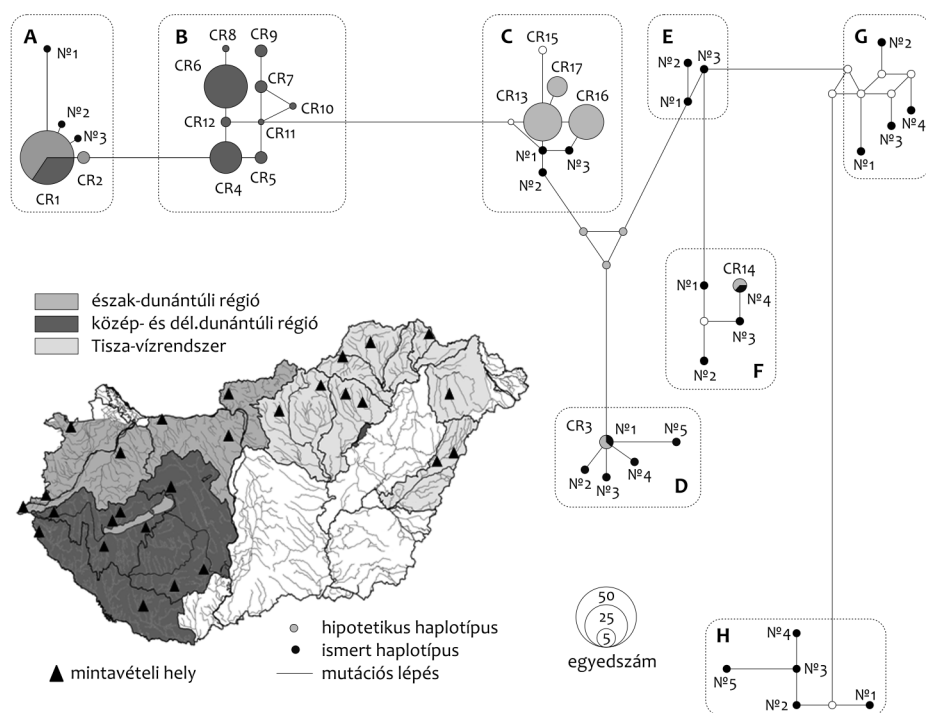 A
№1
№2
№3
CR1
CR2
B
CR8
CR9
CR6
CR7
CR10
CR12
CR11
CR4
CR5
C
CR15
CR17
CR13
CR16
№1
№3
№2
E
№2
№3
№1
G
№2
№4
№3
№1
CR14
№1
№4
№3
№2
F
CR3
№1
№5
№4
№2
№3
D
észak-dunántúli régió
közép- és dél.dunántúli régió
Tisza-vízrendszer
mintavételi hely
hipotetikus haplotípus
ismert haplotípus
mutációs lépés
50
25
5
egyedszám
H
№4
№3
№5
№2
№1